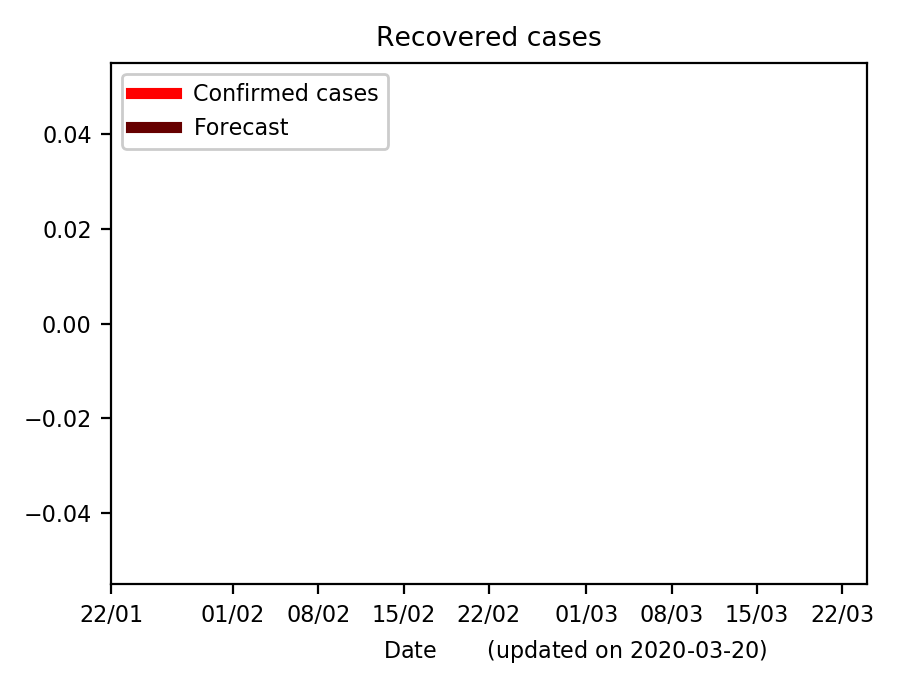 Recovered cases
Confirmed cases
Forecast
0.04
0.02
0.00
−0.02
−0.04
22/01 01/02 08/02 15/02 22/02 01/03 08/03 15/03 22/03
Date (updated on 2020-03-20)